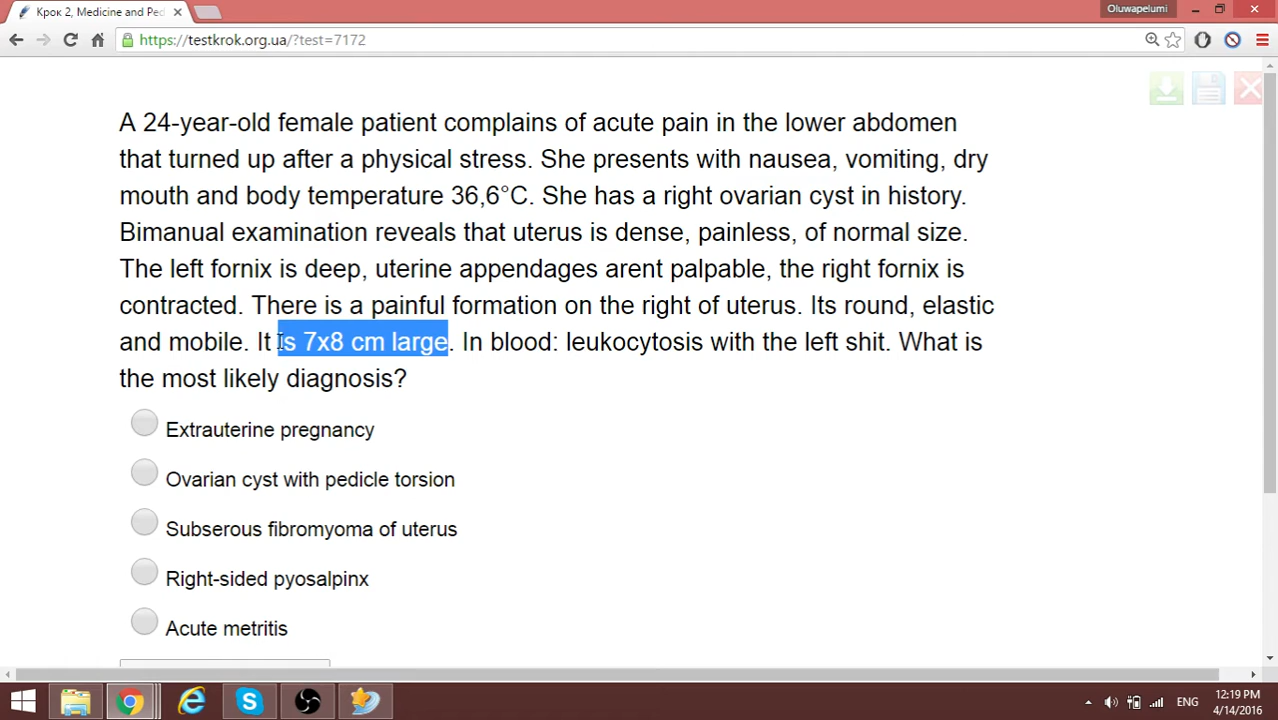 Крок 2, Medicine and Pedi
Oluwapelumi
https://testkrok.org.ua/?test=7172
A 24-year-old female patient complains of acute pain in the lower abdomen
that turned up after a physical stress. She presents with nausea, vomiting, dry
mouth and body temperature 36,6°C. She has a right ovarian cyst in history.
Bimanual examination reveals that uterus is dense, painless, of normal size.
The left fornix is deep, uterine appendages arent palpable, the right fornix is
contracted. There is a painful formation on the right of uterus. Its round, elastic
and mobile. It is 7x8 cm large. In blood: leukocytosis with the left shit. What is
the most likely diagnosis?
Extrauterine pregnancy
Ovarian cyst with pedicle torsion
Subserous fibromyoma of uterus
Right-sided pyosalpinx
Acute metritis
ENG
12:19 PM
4/14/2016